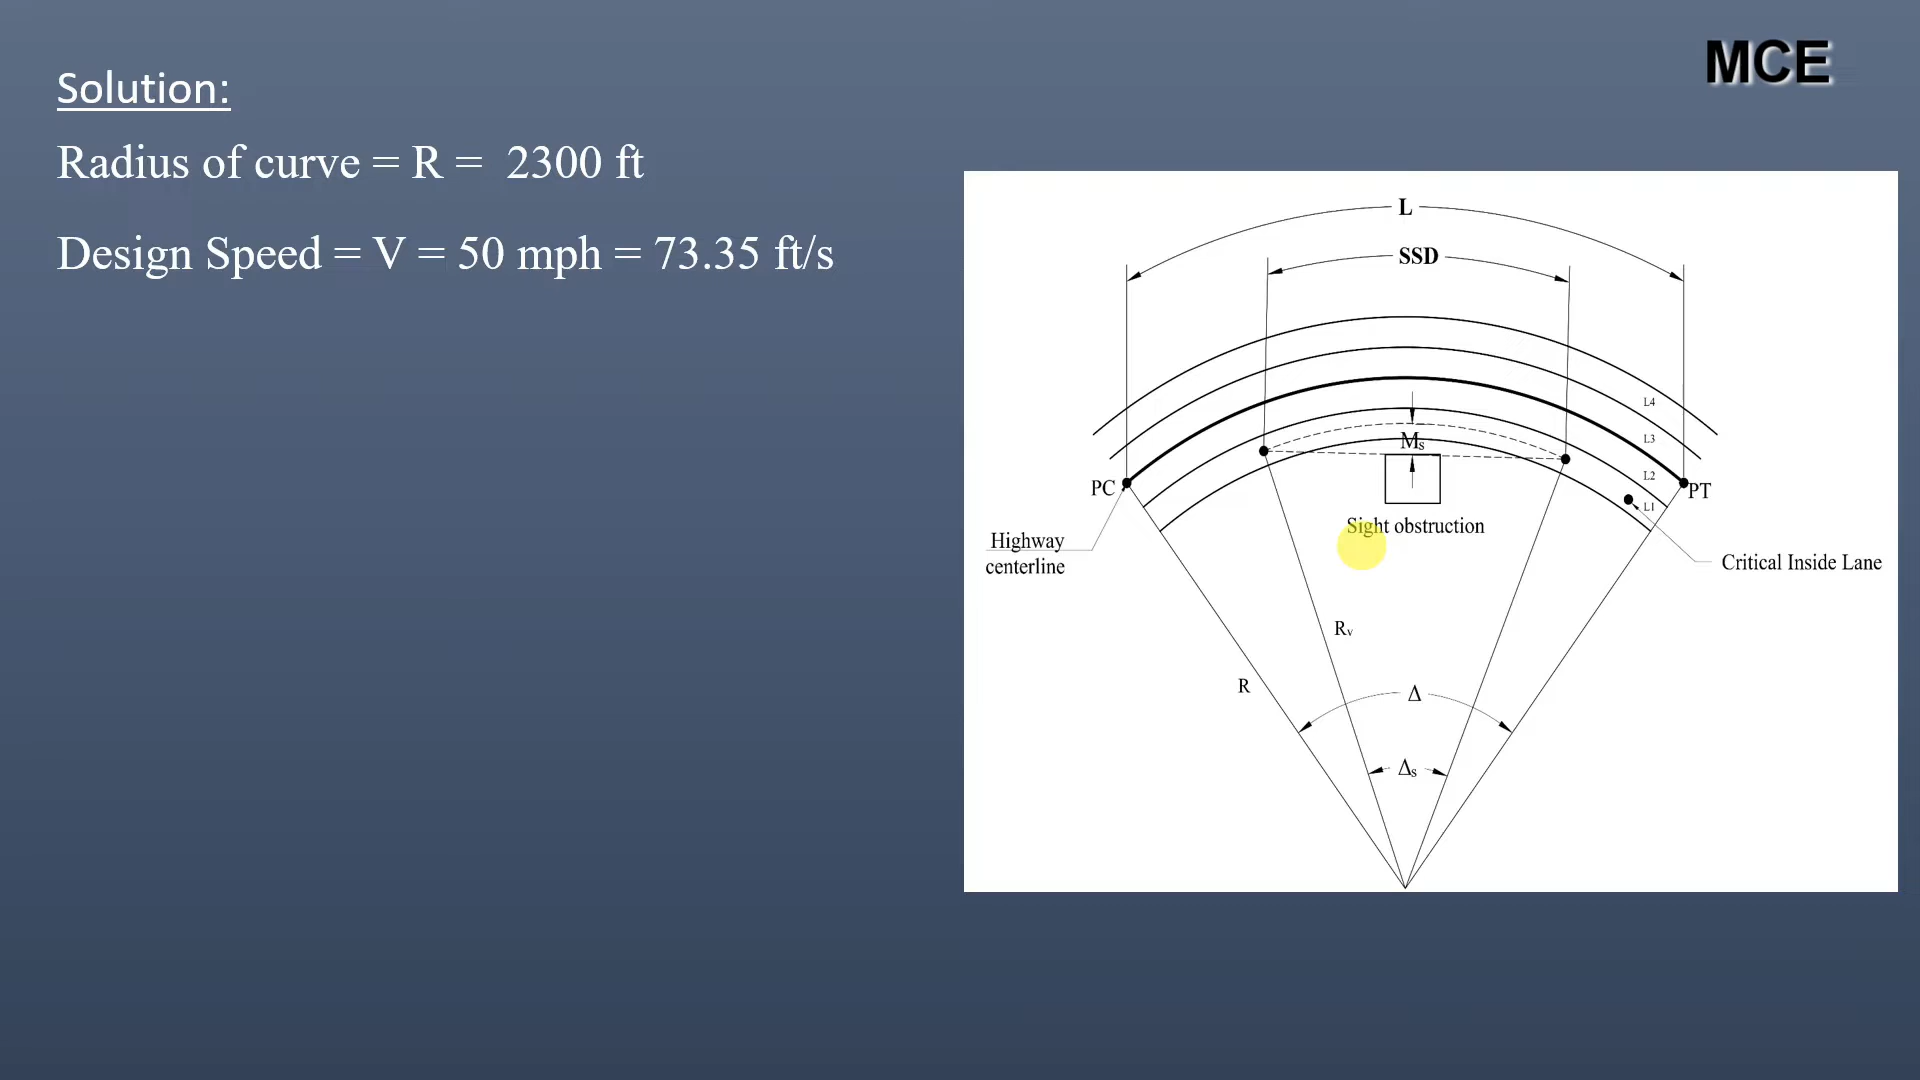 MCE
Solution:
Radius of curve = R = 2300 ft
Design Speed = V = 50 mph = 73.35 ft/s
L
SSD
L4
L3
Ms
L2
PC
PT
L1
Sight obstruction
Highway
centerline
Critical Inside Lane
Rv
R
Δ
Δs